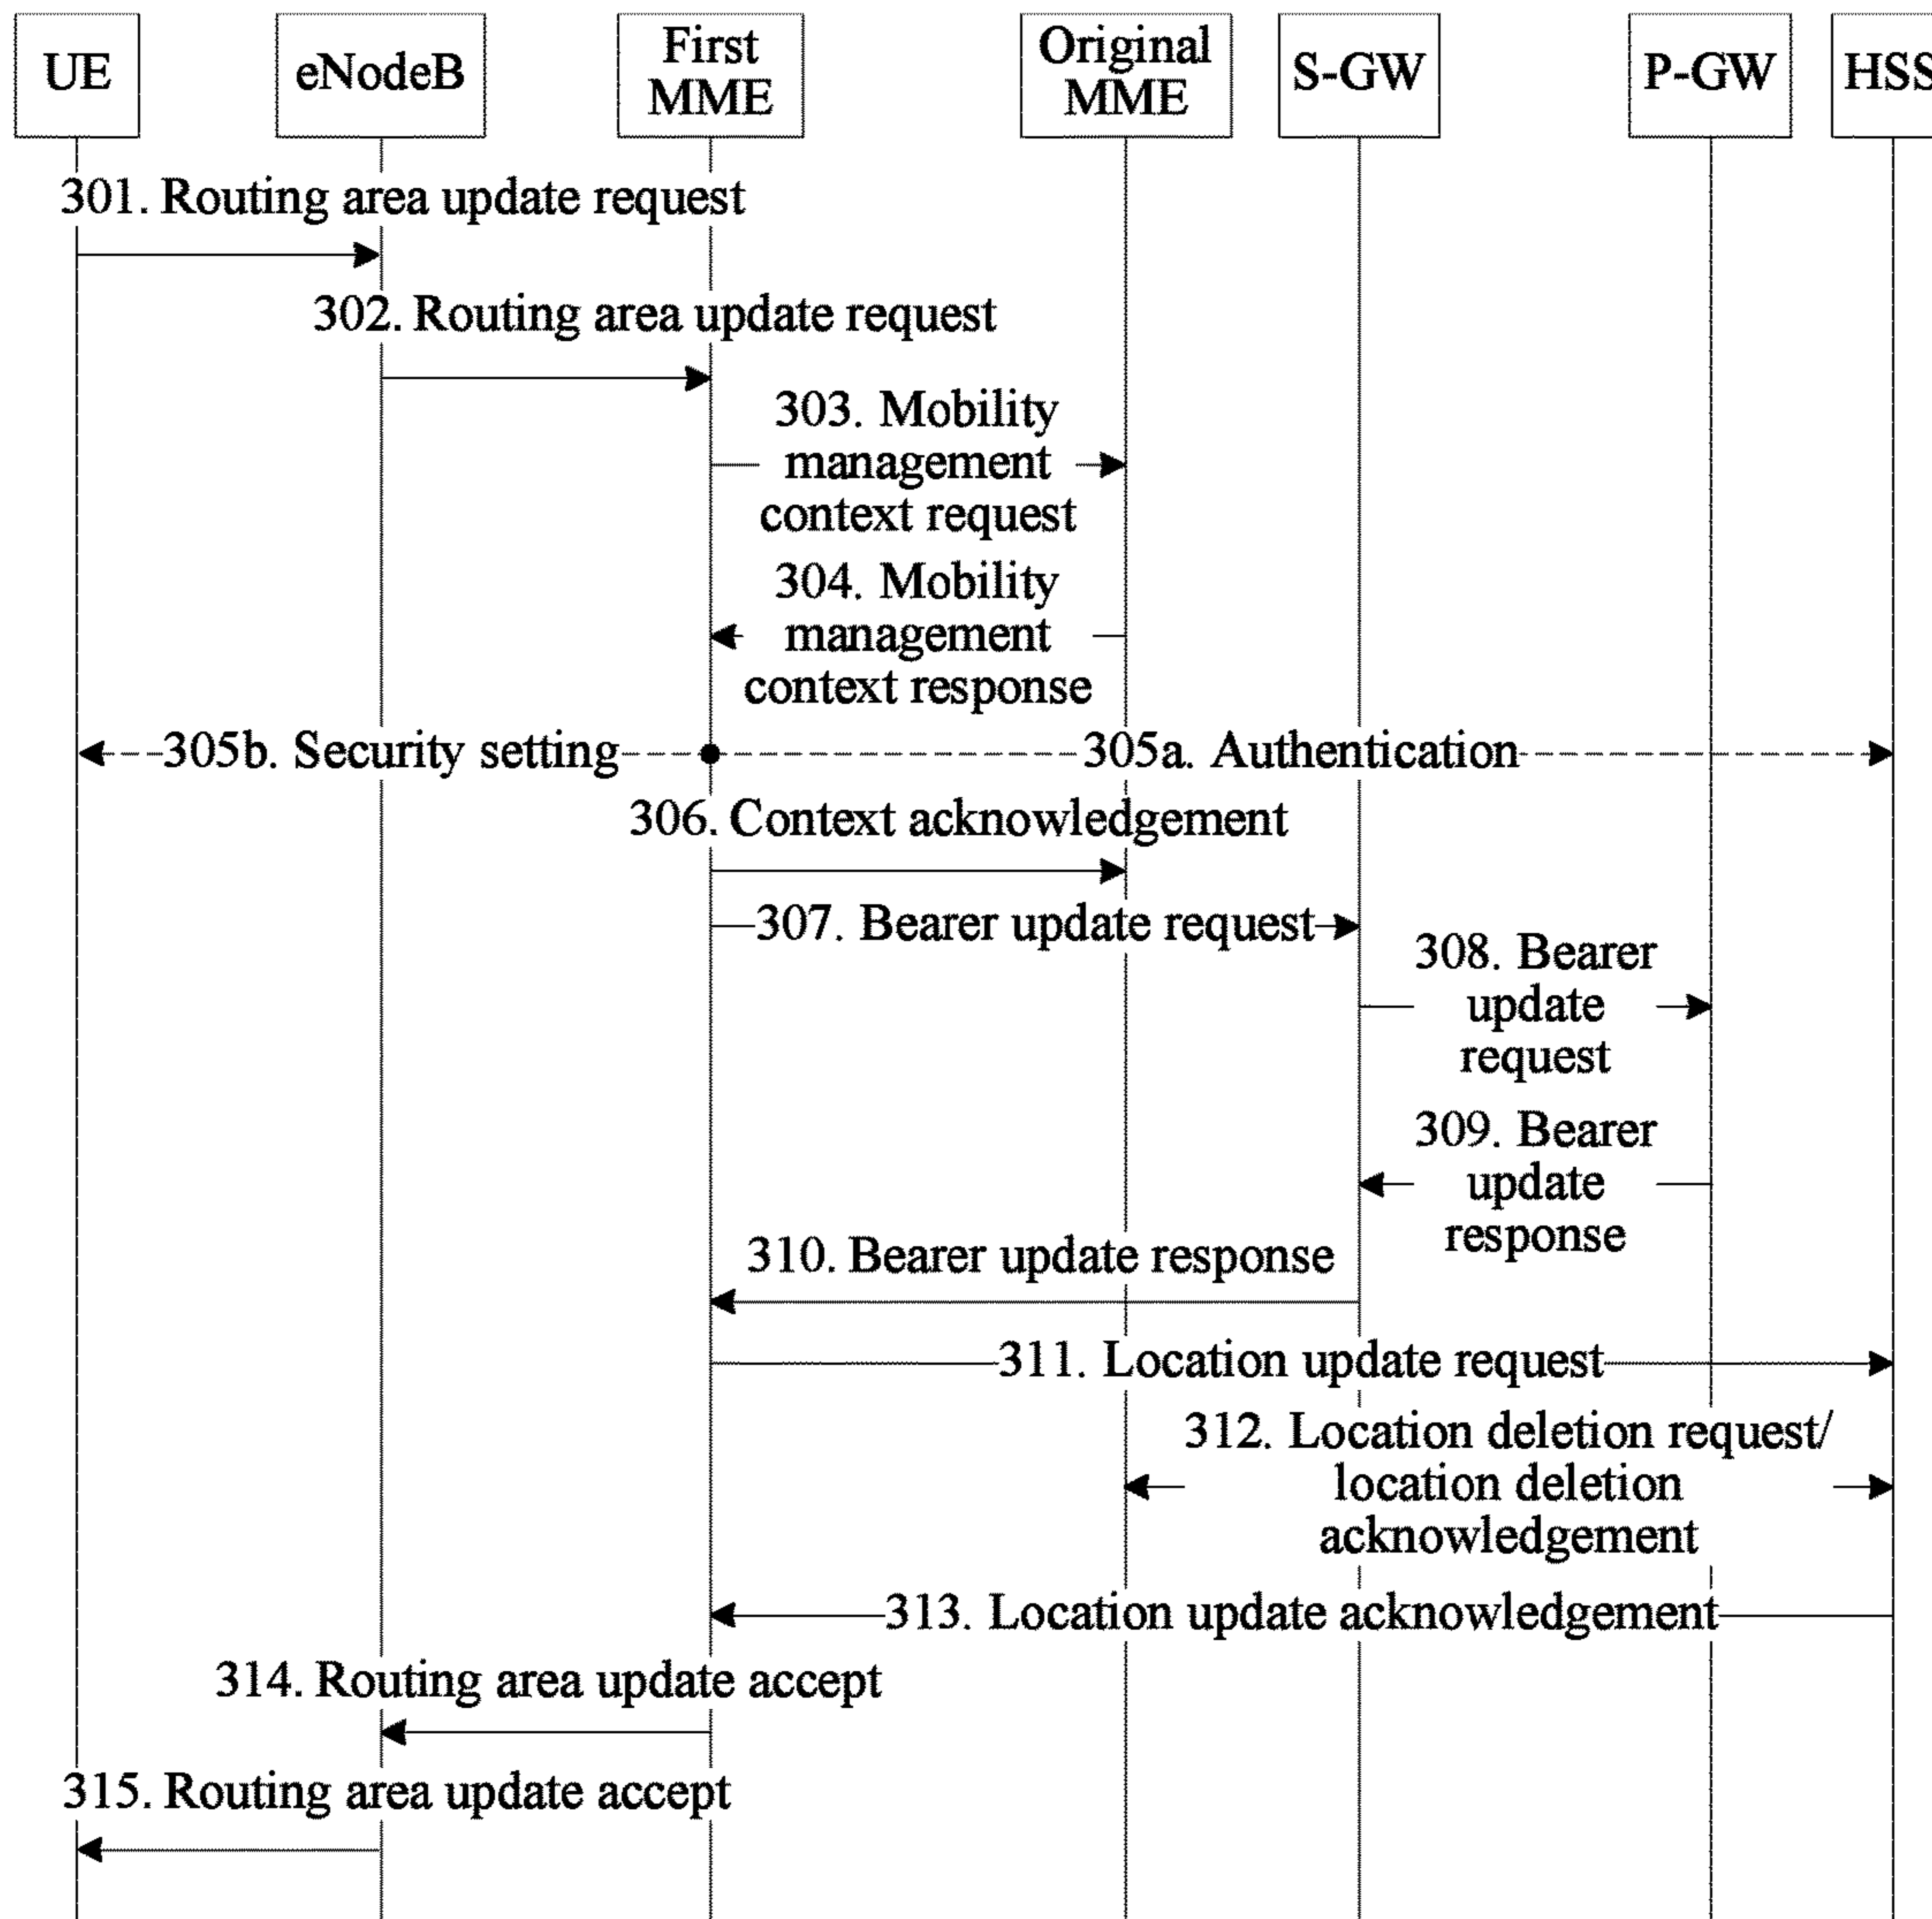 UE
eNodeB
First
MME
Original
MME
S-GW
P-GW
HSS
301. Routing area update request
302. Routing area update request
303. Mobility
management
context request
304. Mobility
management
context response
305b. Security setting
305a. Authentication
306. Context acknowledgement
307. Bearer update request
308. Bearer
update
request
309. Bearer
update
response
310. Bearer update response
311. Location update request
312. Location deletion request/
location deletion
acknowledgement
313. Location update acknowledgement
314. Routing area update accept
315. Routing area update accept